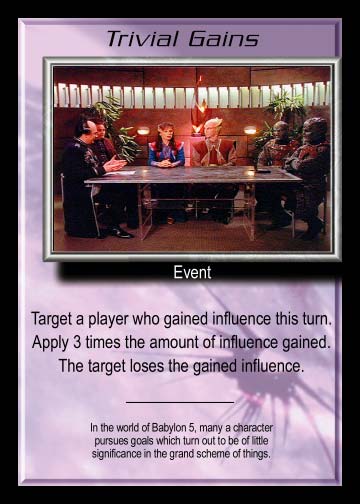 Trivial Gains
Event
Target a player who gained influence this turn.
Apply 3 times the amount of influence gained.
The target loses the gained influence.
In the world of Babylon 5, many a character
pursues goals which turn out to be of little
significance in the grand scheme of things.